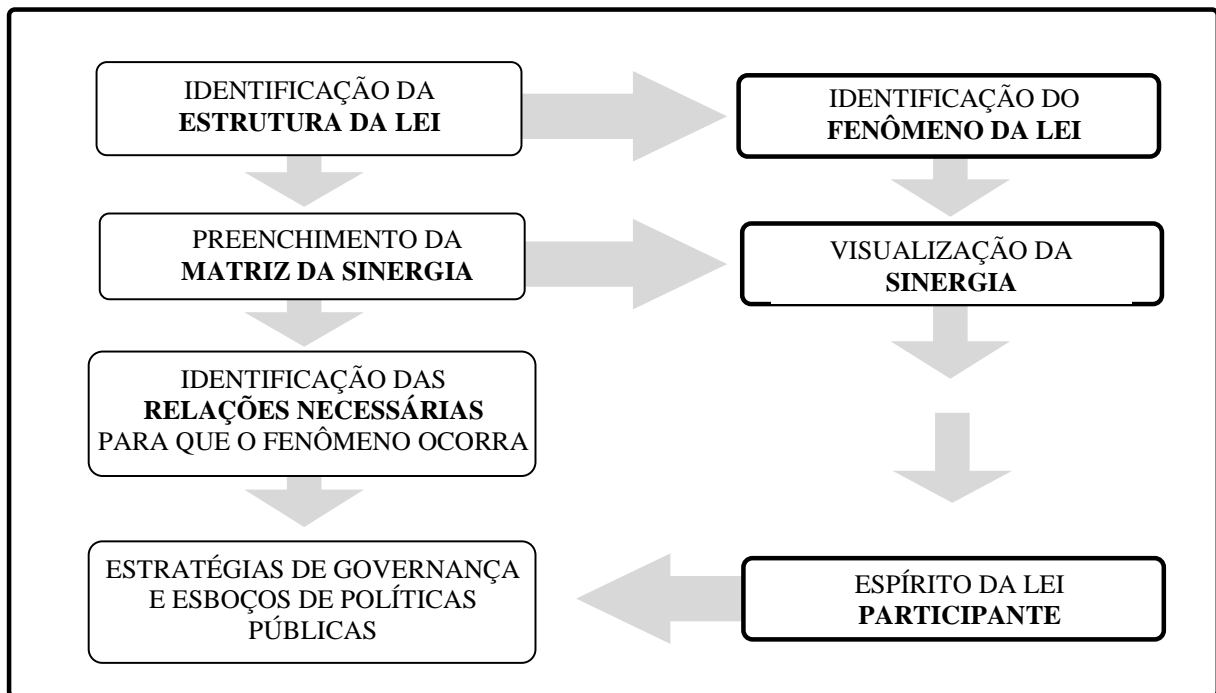 IDENTIFICAÇÃO DA
ESTRUTURA DA LEI
IDENTIFICAÇÃO DO
FENÔMENO DA LEI
PREENCHIMENTO DA
MATRIZ DA SINERGIA
VISUALIZAÇÃO DA
SINERGIA
IDENTIFICAÇÃO DAS
RELAÇÕES NECESSÁRIAS
PARA QUE O FENÔMENO OCORRA
ESTRATÉGIAS DE GOVERNANÇA
E ESBOÇOS DE POLÍTICAS
PÚBLICAS
ESPÍRITO DA LEI
PARTICIPANTE